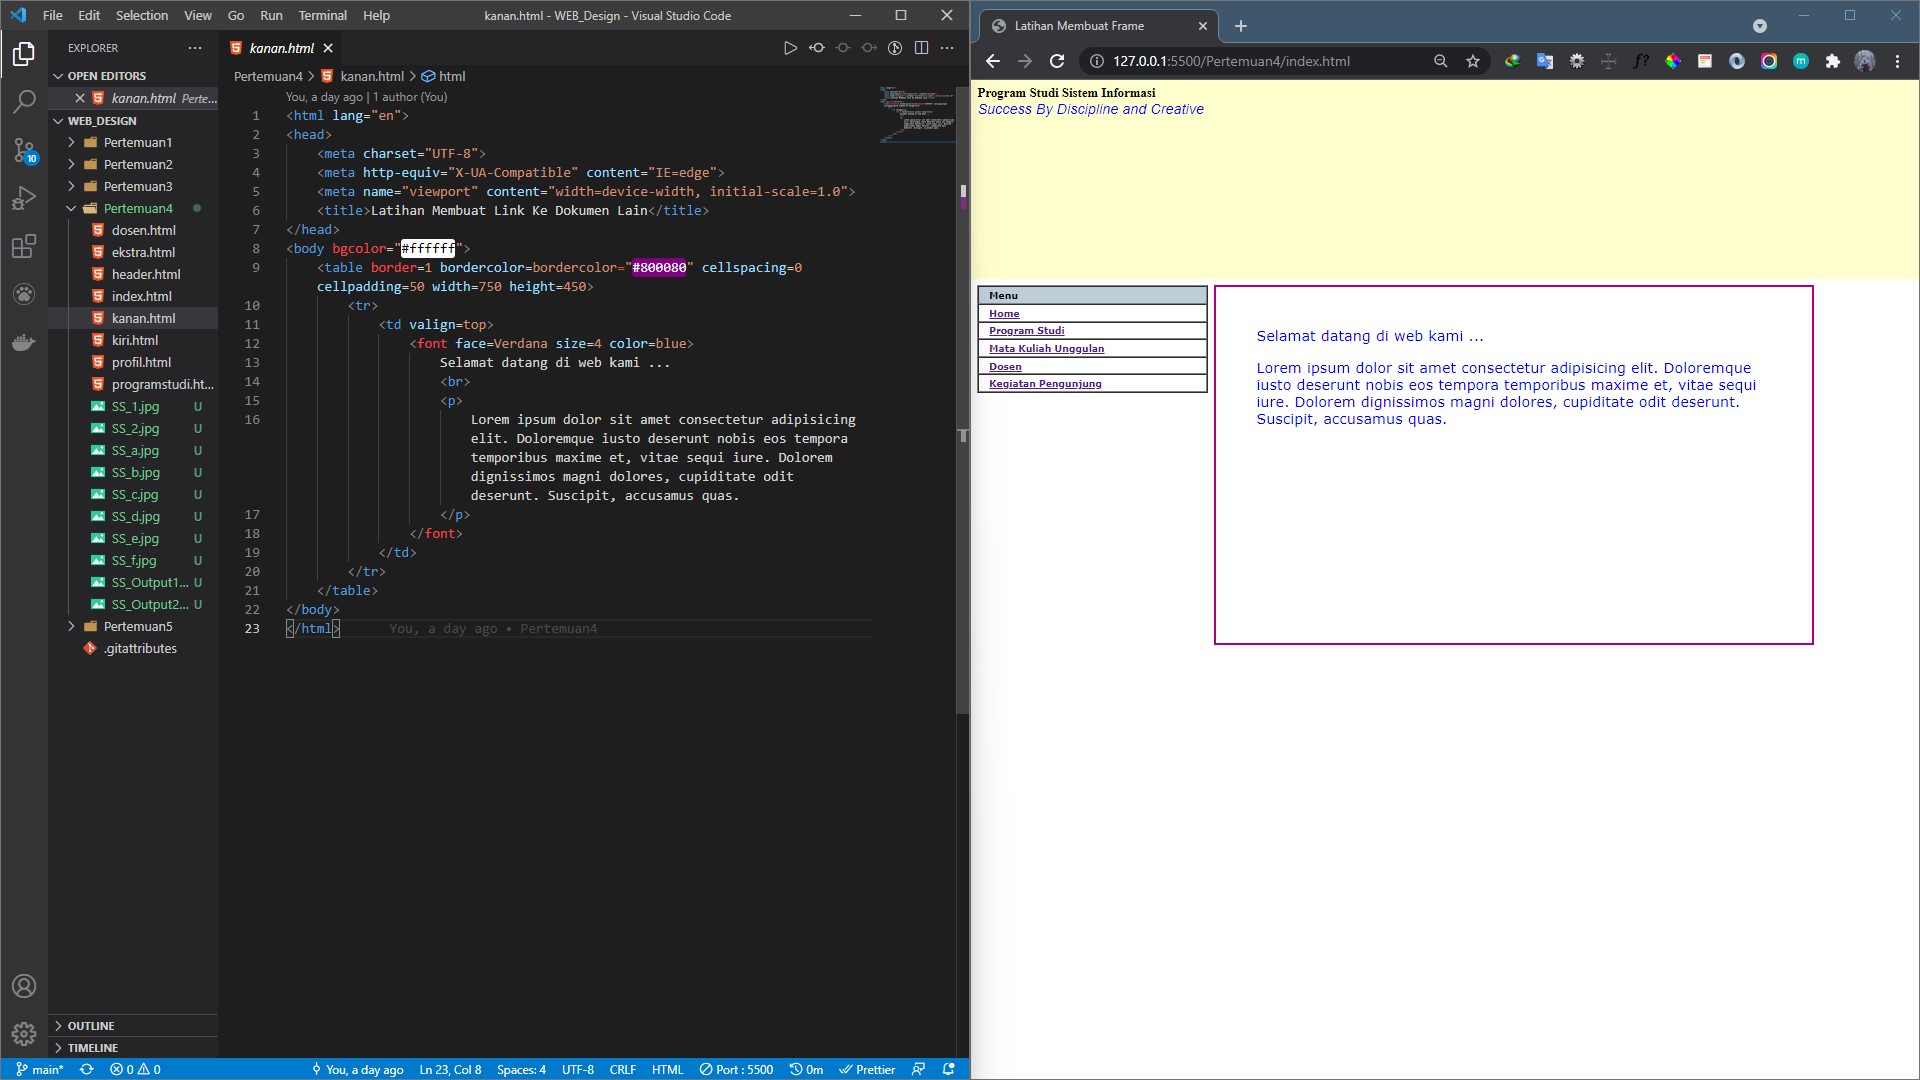 File Edit Selection View Go Run Terminal Help
kanan.html - WEB_Design - Visual Studio Code
EXPLORER
OPEN EDITORS
kanan.html Perte...
WEB_DESIGN
Pertemuan1
Pertemuan2
Pertemuan3
Pertemuan4
dosen.html
ekstra.html
header.html
index.html
kanan.html
kiri.html
profil.html
programstudi.ht...
SS_1.jpg U
SS_2.jpg U
SS_a.jpg U
SS_b.jpg U
SS_c.jpg U
SS_d.jpg U
SS_e.jpg U
SS_f.jpg U
SS_Output1... U
SS_Output2... U
Pertemuan5
.gitattributes
OUTLINE
TIMELINE
10
kanan.html
Pertemuan4 > kanan.html > html
You, a day ago | 1 author (You)
1 <html lang="en">
2 <head>
3 <meta charset="UTF-8">
4 <meta http-equiv="X-UA-Compatible" content="IE=edge">
5 <meta name="viewport" content="width=device-width, initial-scale=1.0">
6 <title>Latihan Membuat Link Ke Dokumen Lain</title>
7 </head>
8 <body bgcolor="#ffffff">
9 <table border=1 bordercolor=bordercolor="#800080" cellspacing=0
cellpadding=50 width=750 height=450>
10 <tr>
11 <td valign=top>
12 <font face=Verdana size=4 color=blue>
13 Selamat datang di web kami ...
14 <br>
15 <p>
16 Lorem ipsum dolor sit amet consectetur adipisicing
elit. Doloremque iusto deserunt nobis eos tempora
temporibus maxime et, vitae sequi iure. Dolorem
dignissimos magni dolores, cupiditate odit
deserunt. Suscipit, accusamus quas.
17 </p>
18 </font>
19 </td>
20 </tr>
21 </table>
22 </body>
23 </html> You, a day ago • Pertemuan4
main* 0 0 You, a day ago Ln 23, Col 8 Spaces: 4 UTF-8 CRLF HTML Port : 5500 0m Prettier
Latihan Membuat Frame
127.0.0.1:5500/Pertemuan4/index.html
f?
m
Program Studi Sistem Informasi
Success By Discipline and Creative
Menu
Home
Program Studi
Mata Kuliah Unggulan
Dosen
Kegiatan Pengunjung
Selamat datang di web kami ...
Lorem ipsum dolor sit amet consectetur adipisicing elit. Doloremque
iusto deserunt nobis eos tempora temporibus maxime et, vitae sequi
iure. Dolorem dignissimos magni dolores, cupiditate odit deserunt.
Suscipit, accusamus quas.